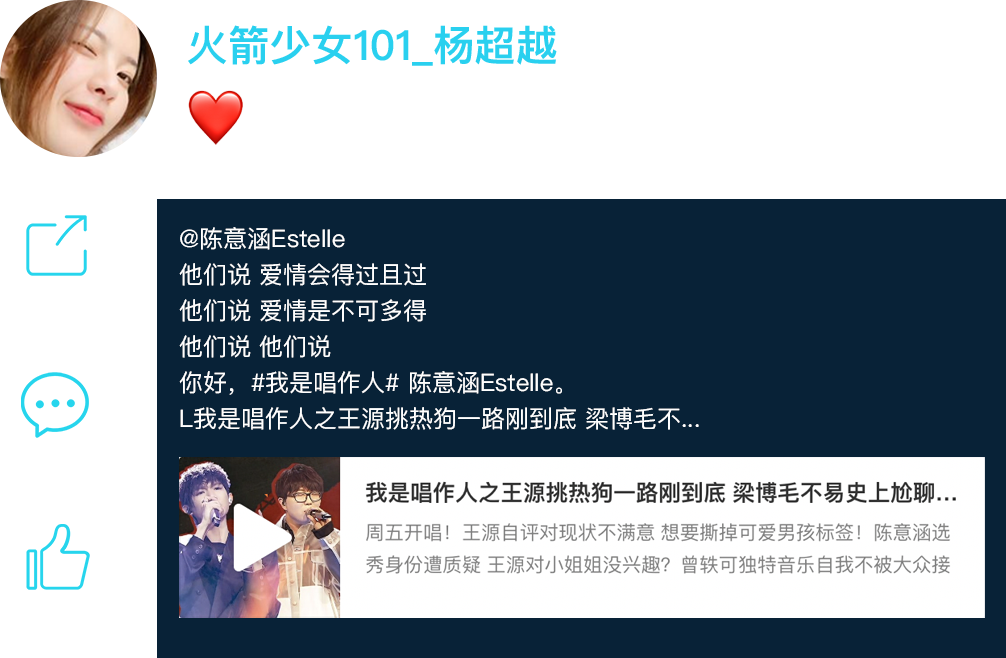 火箭少女101_杨超越
@陈意涵Estelle
他们说 爱情会得过且过
他们说 爱情是不可多得
他们说 他们说
你好，#我是唱作人# 陈意涵Estelle。
L我是唱作人之王源挑热狗一路刚到底 梁博毛不...
我是唱作人之王源挑热狗一路刚到底 梁博毛不易史上尬聊...
周五开唱！王源自评对现状不满意 想要撕掉可爱男孩标签！陈意涵选
秀身份遭质疑 王源对小姐姐没兴趣？曾轶可独特音乐自我不被大众接